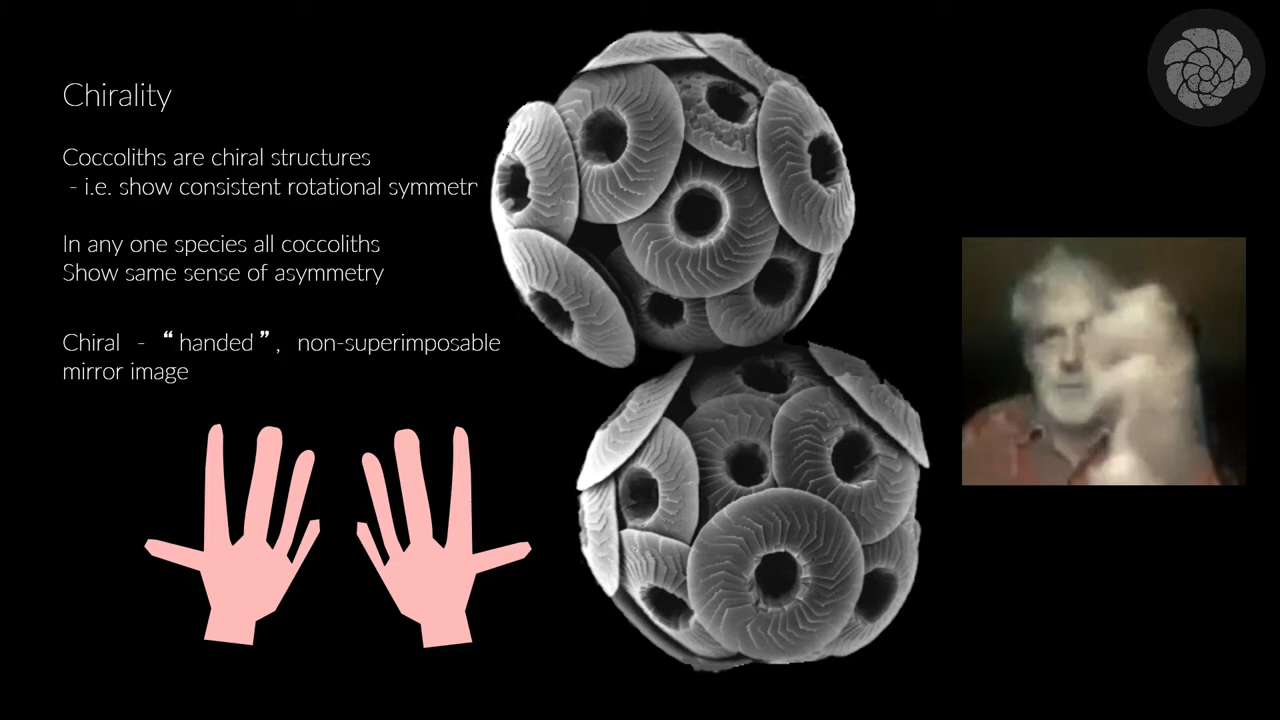 Chirality
Coccoliths are chiral structures
- i.e. show consistent rotational symmetr
In any one species all coccoliths
Show same sense of asymmetry
Chiral - “handed”, non-superimposable
mirror image